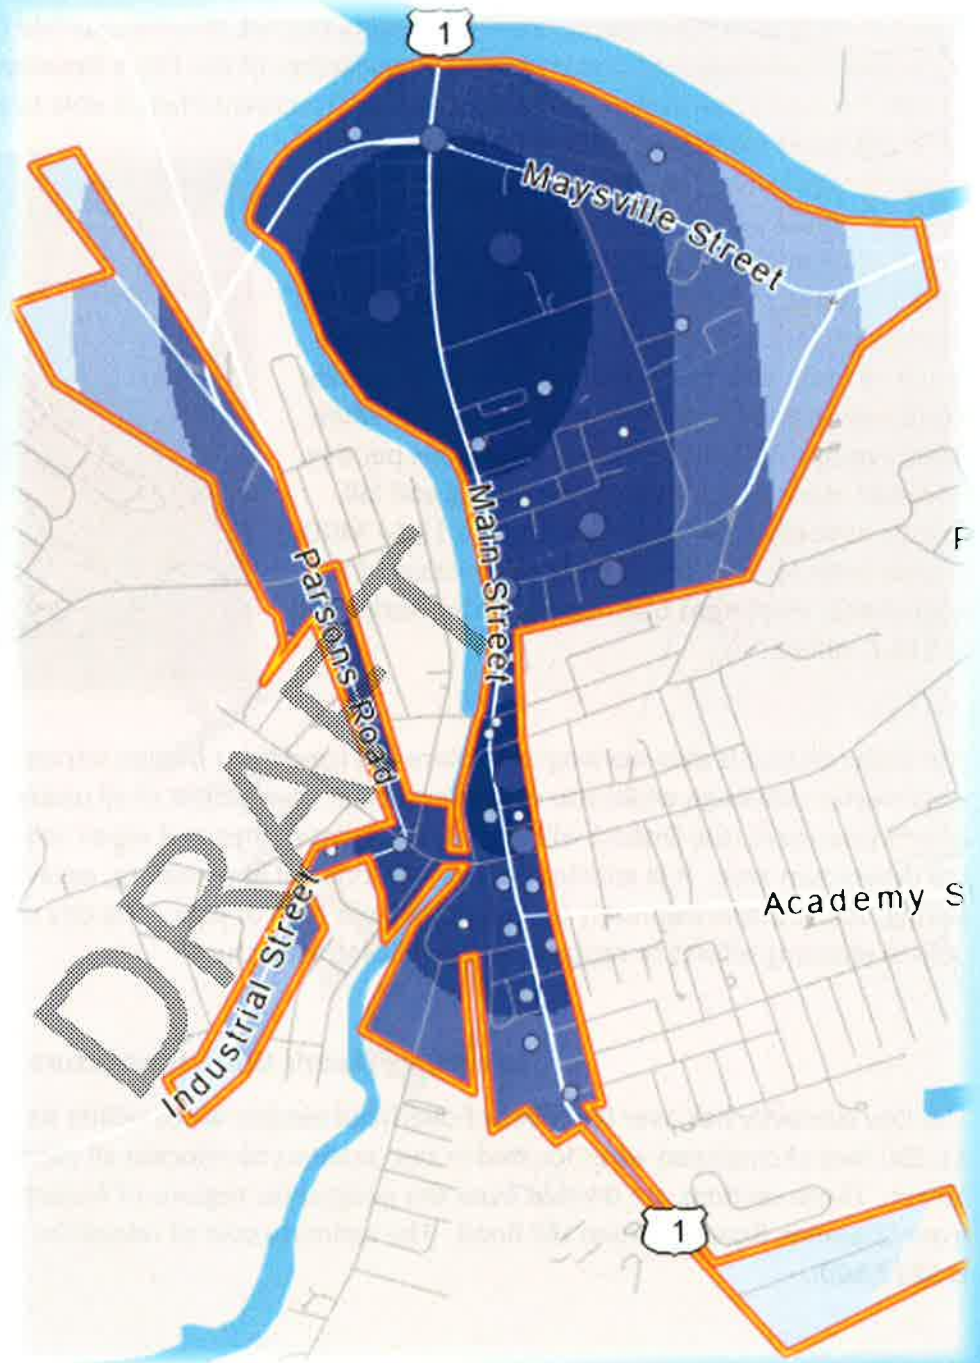 1
Maysville Street
Main Street
Parsons Road
DRAFT
Academy S
Industrial Street
1